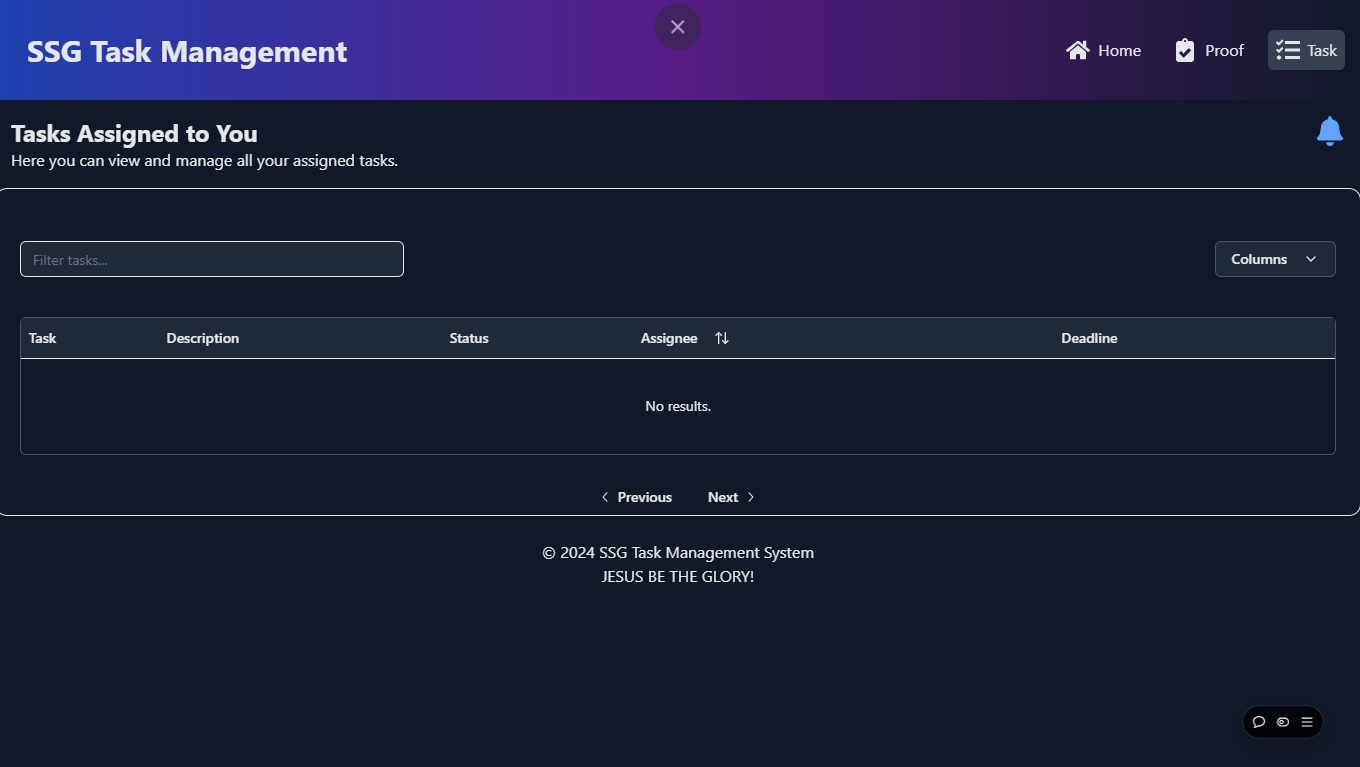 SSG Task Management
Home
Proof
Task
Tasks Assigned to You
Here you can view and manage all your assigned tasks.
Filter tasks...
Columns
Task Description Status Assignee Deadline
No results.
Previous Next
© 2024 SSG Task Management System
JESUS BE THE GLORY!